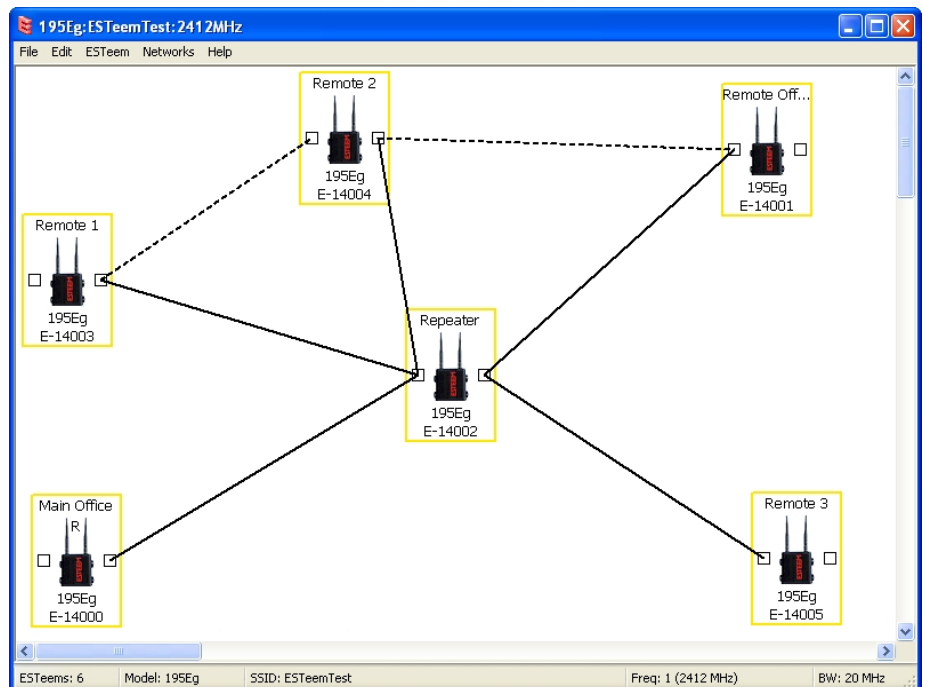 195Eg:ESTeemTest:2412MHz
File Edit ESTeem Networks Help
Remote 2
195Eg
E-14004
Remote Off...
195Eg
E-14001
Remote 1
195Eg
E-14003
Repeater
195Eg
E-14002
Main Office
R
195Eg
E-14000
Remote 3
195Eg
E-14005
ESTeems: 6 Model: 195Eg SSID: ESTeemTest Freq: 1 (2412 MHz) BW: 20 MHz